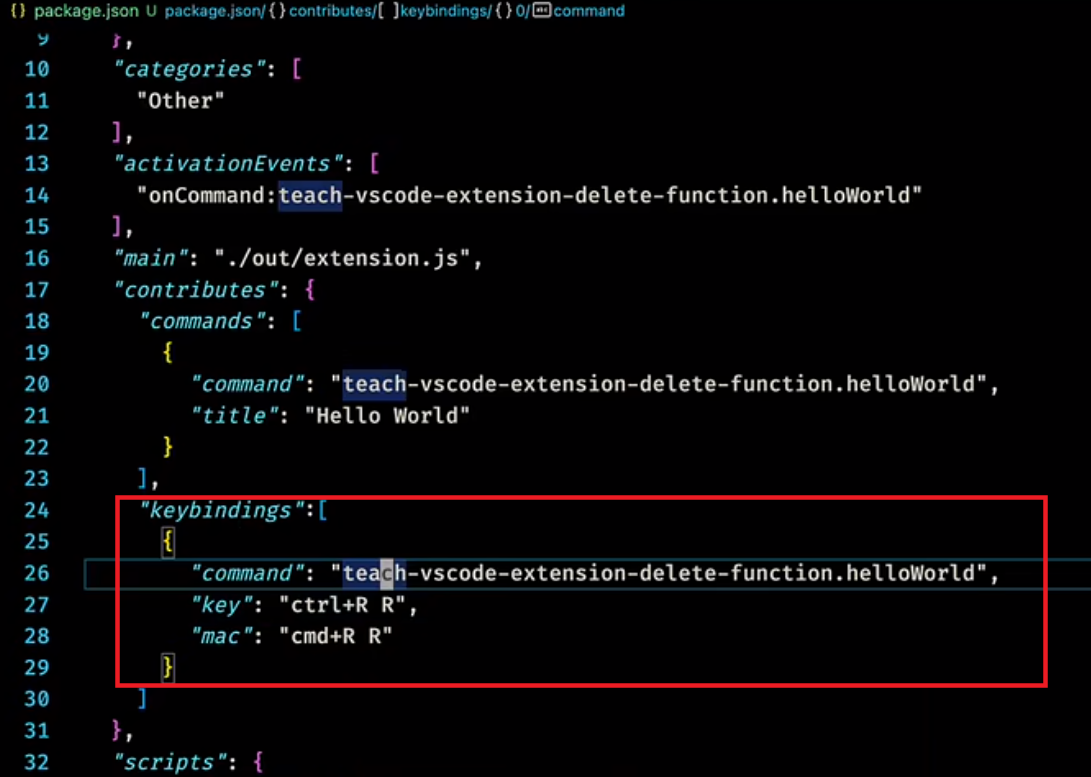 {} package.json U package.json/{}contributes/[ ]keybindings/{}0/abccommand
9 },
10 "categories": [
11 "Other"
12 ],
13 "activationEvents": [
14 "onCommand:teach-vscode-extension-delete-function.helloWorld"
15 ],
16 "main": "./out/extension.js",
17 "contributes": {
18 "commands": [
19 {
20 "command": "teach-vscode-extension-delete-function.helloWorld",
21 "title": "Hello World"
22 }
23 ],
24 "keybindings":[
25 {
26 "command": "teach-vscode-extension-delete-function.helloWorld",
27 "key": "ctrl+R R",
28 "mac": "cmd+R R"
29 }
30 ]
31 },
32 "scripts": {